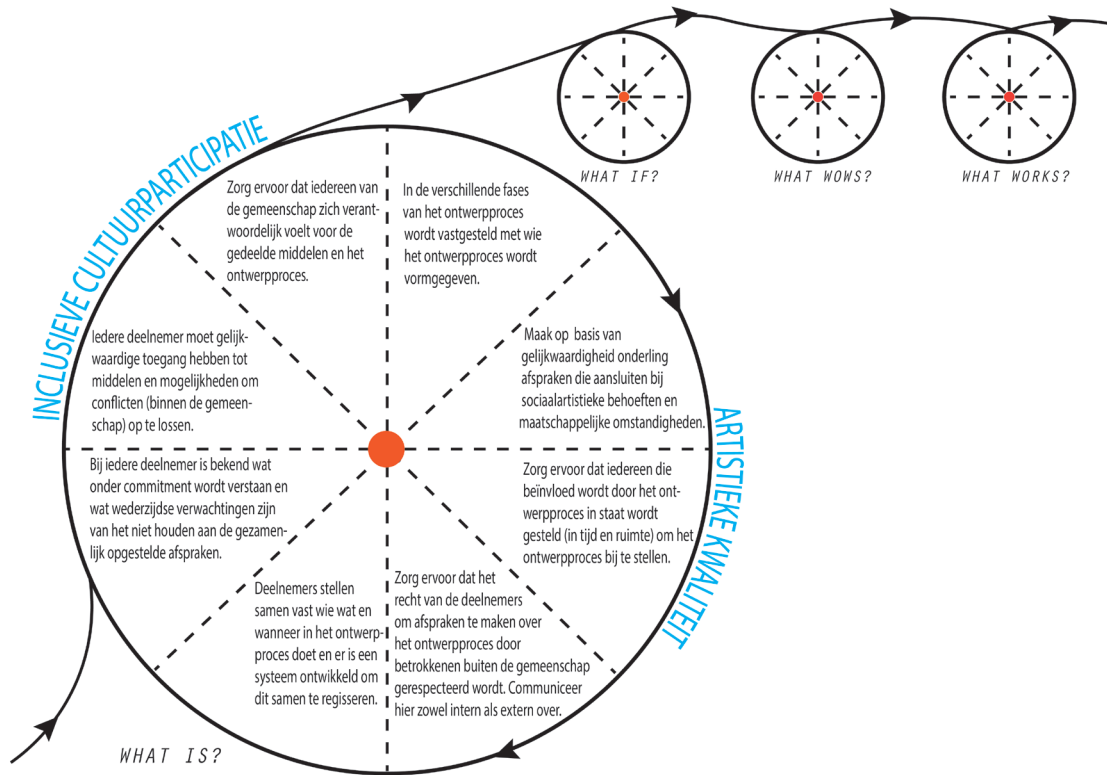 WHAT IF?
WHAT WOWS?
WHAT WORKS?
INCLUSIEVE CULTUURPARTICIPATIE
Zorg ervoor dat iedereen van
de gemeenschap zich verant-
woordelijk voelt voor de
gedeelde middelen en het
ontwerpproces.
In de verschillende fases
van het ontwerpproces
wordt vastgesteld met wie
het ontwerpproces wordt
vormgegeven.
Maak op basis van
gelijkwaardigheid onderling
afspraken die aansluiten bij
sociaalartistieke behoeften en
maatschappelijke omstandigheden.
ARTISTIEKE KWALITEIT
Zorg ervoor dat iedereen die
beïnvloed wordt door het ont-
werpproces in staat wordt
gesteld (in tijd en ruimte) om het
ontwerpproces bij te stellen.
Zorg ervoor dat het
recht van de deelnemers
om afspraken te maken over
het ontwerpproces door
betrokkenen buiten de gemeenschap
gerespecteerd wordt. Communiceer
hier zowel intern als extern over.
Deelnemers stellen
samen vast wie wat en
wanneer in het ontwerp-
proces doet en er is een
systeem ontwikkeld om
dit samen te regisseren.
Bij iedere deelnemer is bekend wat
onder commitment wordt verstaan en
wat wederzijdse verwachtingen zijn
van het niet houden aan de gezamen-
lijk opgestelde afspraken.
Iedere deelnemer moet gelijk-
waardige toegang hebben tot
middelen en mogelijkheden om
conflicten (binnen de gemeen-
schap) op te lossen.
WHAT IS?